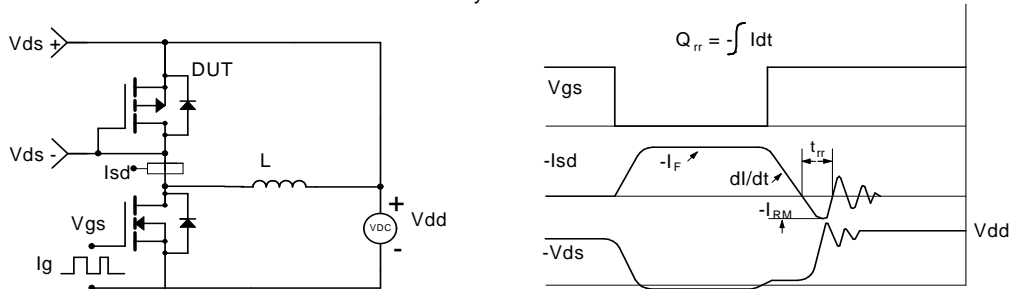 Vds +
DUT
Vds -
Isd
L
Vgs
Ig
+
VDC
-
Vdd
Q_rr = -∫ Idt
Vgs
-Isd
-I_F
dI/dt
t_rr
-I_RM
-Vds
Vdd